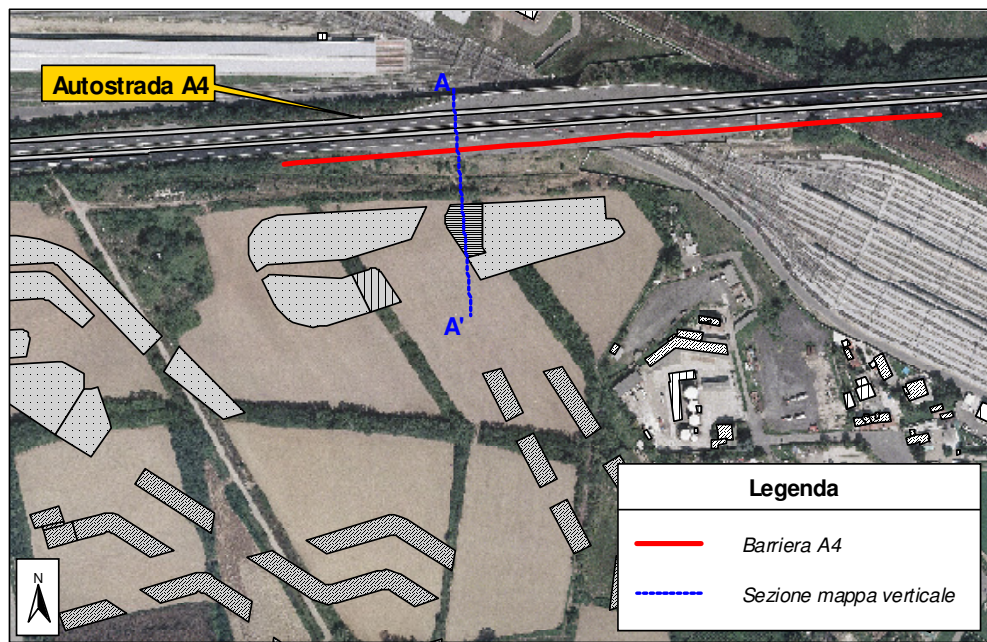 A
Autostrada A4
A'
Legenda
Barriera A4
Sezione mappa verticale
N